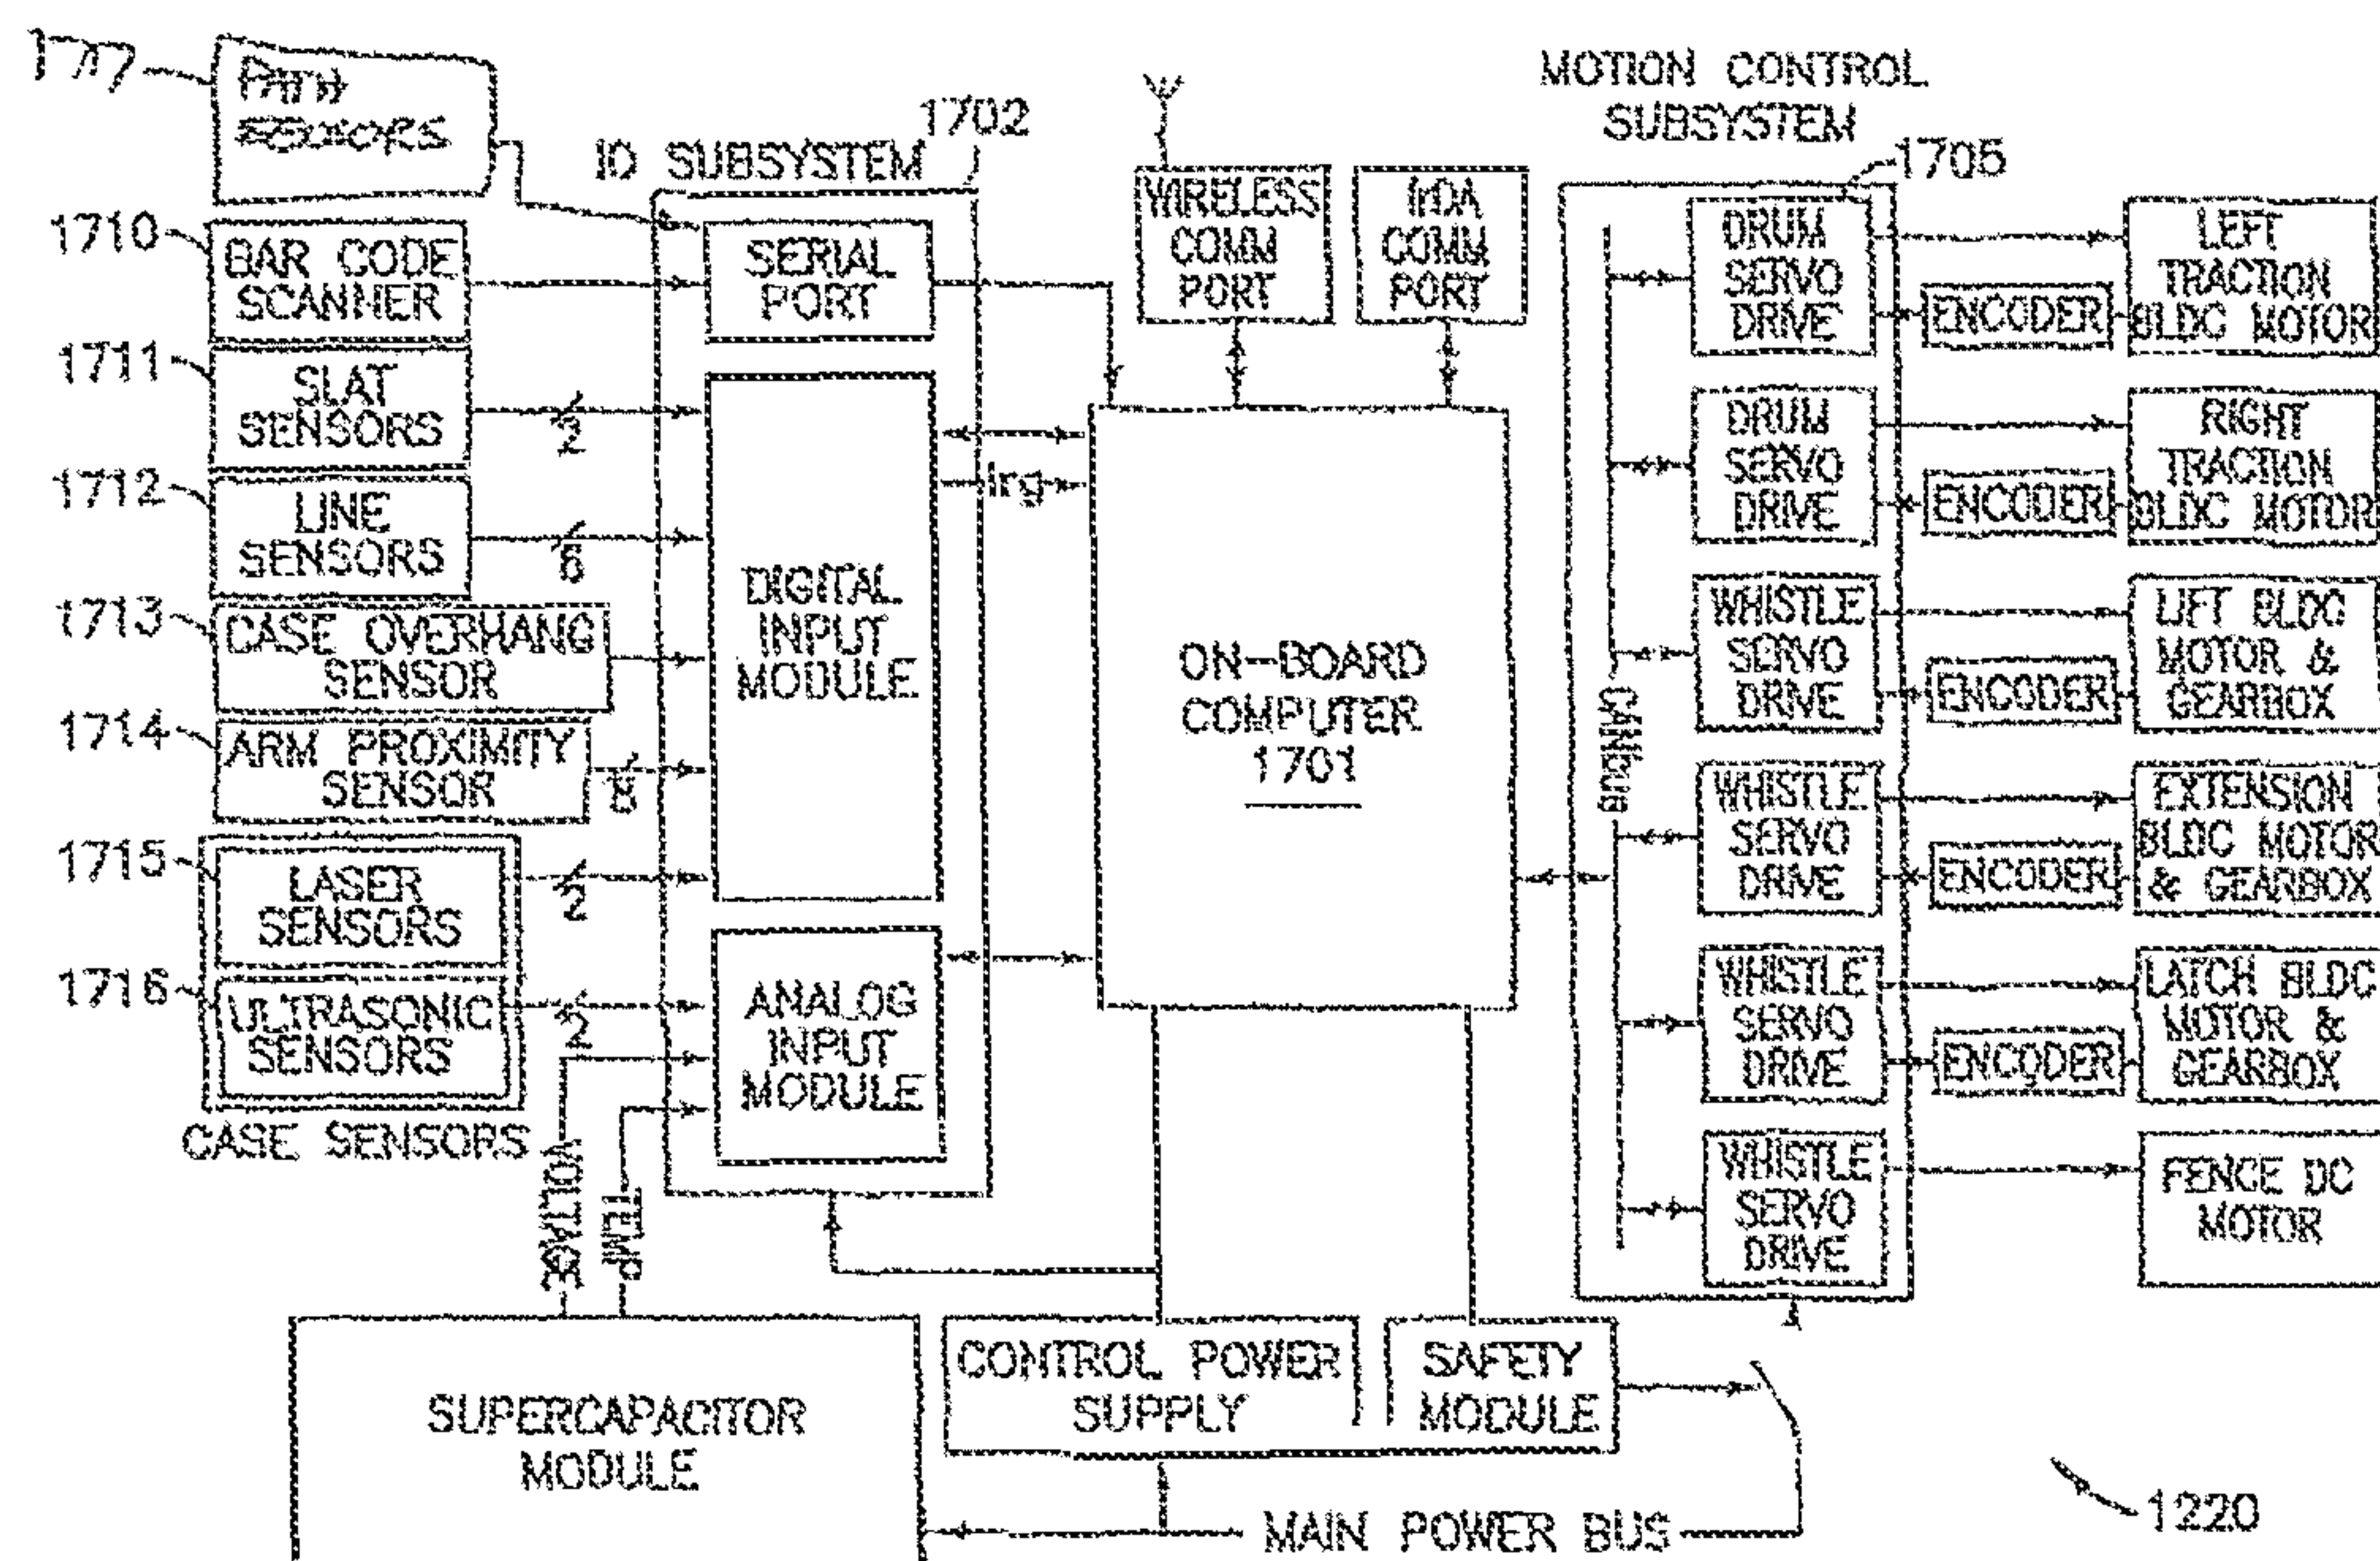 1717
PATH
SENSORS
1702
IO SUBSYSTEM
MOTION CONTROL
SUBSYSTEM
1705
1710
BAR CODE
SCANNER
SERIAL
PORT
WIRELESS
COMM
PORT
IrDA
COMM
PORT
DRUM
SERVO
DRIVE
ENCODER
LEFT
TRACTION
BLDC MOTOR
1711
SLAT
SENSORS
2
1712
LINE
SENSORS
6
irg
DRUM
SERVO
DRIVE
ENCODER
RIGHT
TRACTION
BLDC MOTOR
1713
CASE OVERHANG
SENSOR
DIGITAL
INPUT
MODULE
ON-BOARD
COMPUTER
1701
CANbus
WHISTLE
SERVO
DRIVE
ENCODER
LIFT BLDC
MOTOR &
GEARBOX
1714
ARM PROXIMITY
SENSOR
8
WHISTLE
SERVO
DRIVE
ENCODER
EXTENSION
BLDC MOTOR
& GEARBOX
1715
LASER
SENSORS
2
1716
ULTRASONIC
SENSORS
2
CASE SENSORS
ANALOG
INPUT
MODULE
WHISTLE
SERVO
DRIVE
ENCODER
LATCH BLDC
MOTOR &
GEARBOX
VOLTAGE
TEMP
WHISTLE
SERVO
DRIVE
FENCE DC
MOTOR
SUPERCAPACITOR
MODULE
CONTROL POWER
SUPPLY
SAFETY
MODULE
MAIN POWER BUS
1220